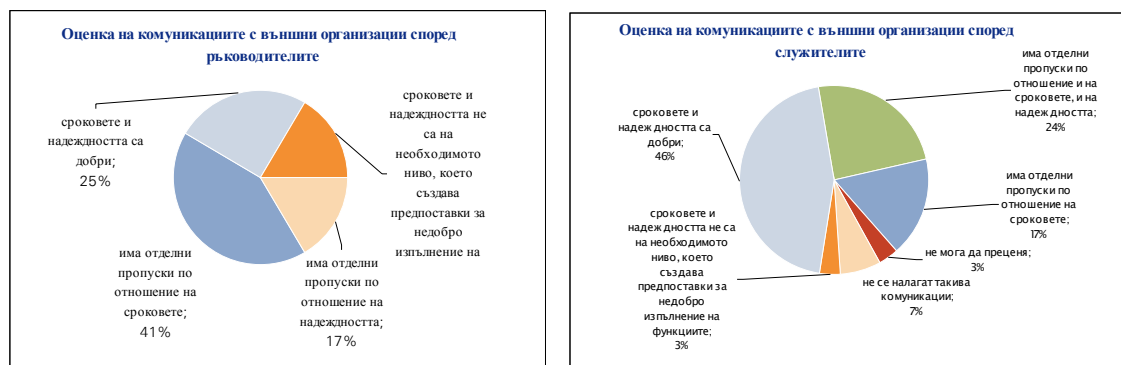 Оценка на комуникациите с външни организации според
ръководителите
сроковете и
надеждността са
добри;
25%
сроковете и
надеждността не
са на
необходимото
ниво, което
създава
предпоставки за
недобро
изпълнение на
има отделни
пропуски по
отношение на
сроковете;
41%
има отделни
пропуски по
отношение на
надеждността;
17%
Оценка на комуникациите с външни организации според
служителите
има отделни
пропуски по
отношение и на
сроковете, и на
надеждността;
24%
сроковете и
надеждността са
добри;
46%
има отделни
пропуски по
отношение на
сроковете;
17%
сроковете и
надеждността не са
на необходимото
ниво, което
създава
предпоставки за
недобро
изпълнение на
функциите;
3%
не мога да преценя;
3%
не се налагат такива
комуникации;
7%